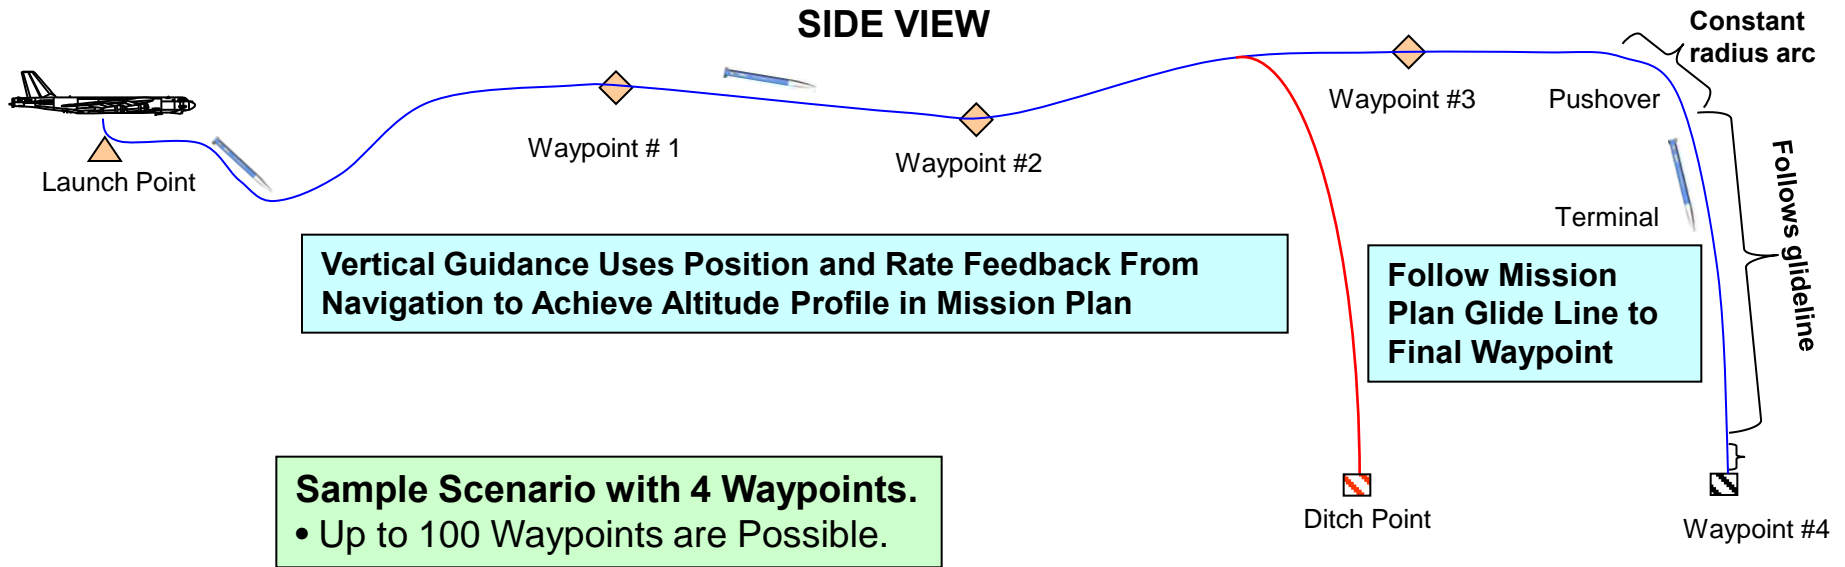 SIDE VIEW
Constant
radius arc
Launch Point
Waypoint # 1
Waypoint #2
Waypoint #3
Pushover
Terminal
Follows glideline
Vertical Guidance Uses Position and Rate Feedback From
Navigation to Achieve Altitude Profile in Mission Plan
Follow Mission
Plan Glide Line to
Final Waypoint
Sample Scenario with 4 Waypoints.
• Up to 100 Waypoints are Possible.
Ditch Point
Waypoint #4